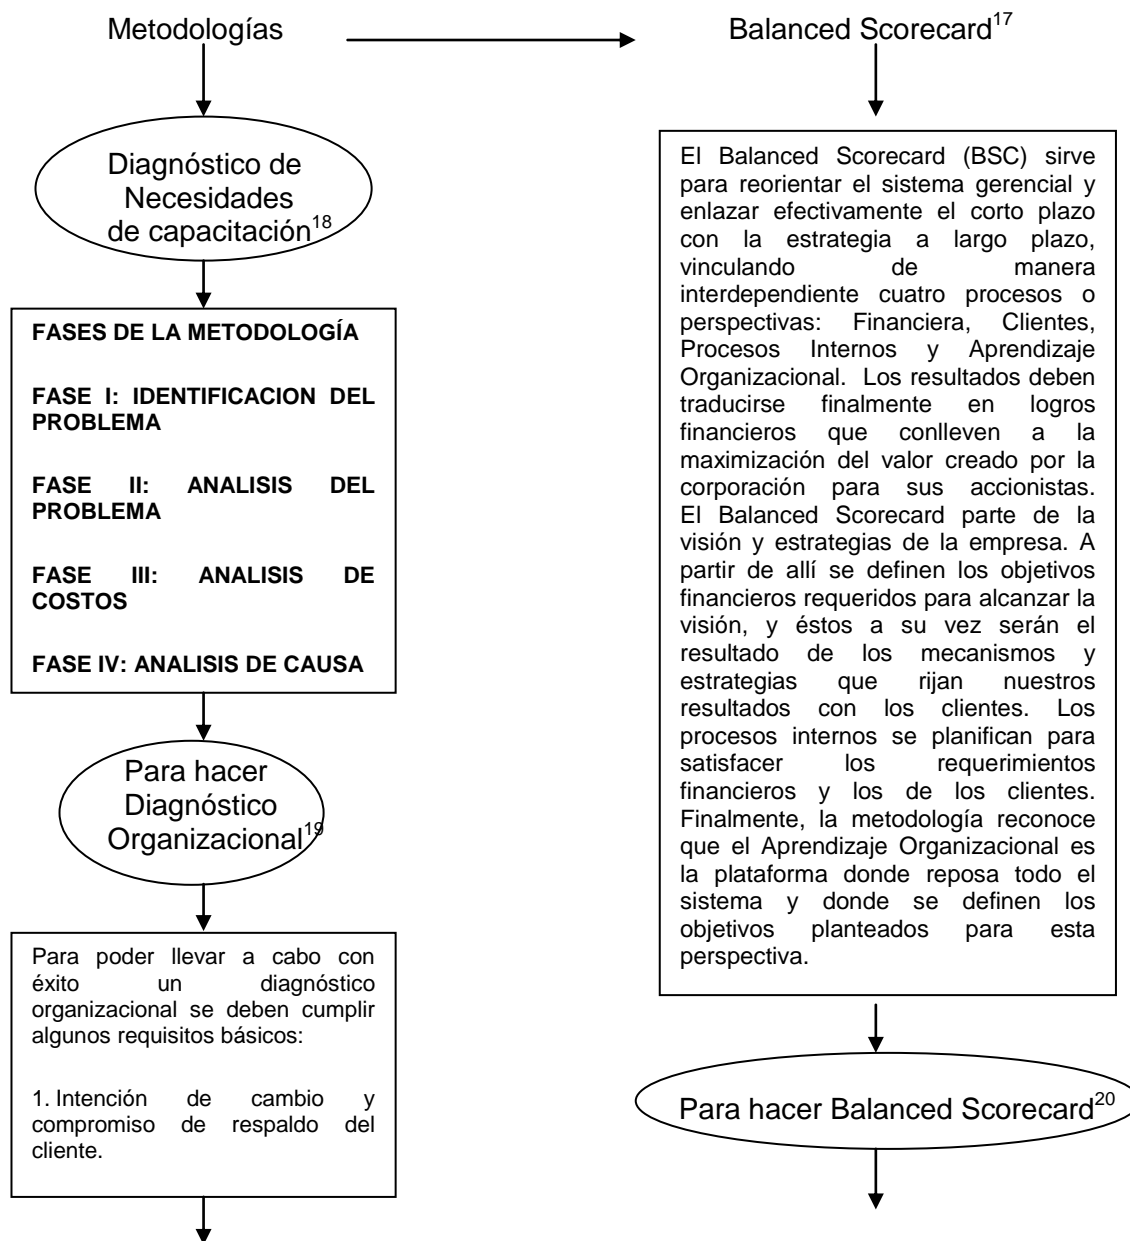 Metodologías
Diagnóstico de
Necesidades
de capacitación18
FASES DE LA METODOLOGÍA
FASE I: IDENTIFICACION DEL
PROBLEMA
FASE II: ANALISIS DEL
PROBLEMA
FASE III: ANALISIS DE
COSTOS
FASE IV: ANALISIS DE CAUSA
Para hacer
Diagnóstico
Organizacional19
Para poder llevar a cabo con
éxito un diagnóstico
organizacional se deben cumplir
algunos requisitos básicos:
1. Intención de cambio y
compromiso de respaldo del
cliente.
Balanced Scorecard17
El Balanced Scorecard (BSC) sirve
para reorientar el sistema gerencial y
enlazar efectivamente el corto plazo
con la estrategia a largo plazo,
vinculando de manera
interdependiente cuatro procesos o
perspectivas: Financiera, Clientes,
Procesos Internos y Aprendizaje
Organizacional. Los resultados deben
traducirse finalmente en logros
financieros que conlleven a la
maximización del valor creado por la
corporación para sus accionistas.
El Balanced Scorecard parte de la
visión y estrategias de la empresa. A
partir de allí se definen los objetivos
financieros requeridos para alcanzar la
visión, y éstos a su vez serán el
resultado de los mecanismos y
estrategias que rijan nuestros
resultados con los clientes. Los
procesos internos se planifican para
satisfacer los requerimientos
financieros y los de los clientes.
Finalmente, la metodología reconoce
que el Aprendizaje Organizacional es
la plataforma donde reposa todo el
sistema y donde se definen los
objetivos planteados para esta
perspectiva.
Para hacer Balanced Scorecard20